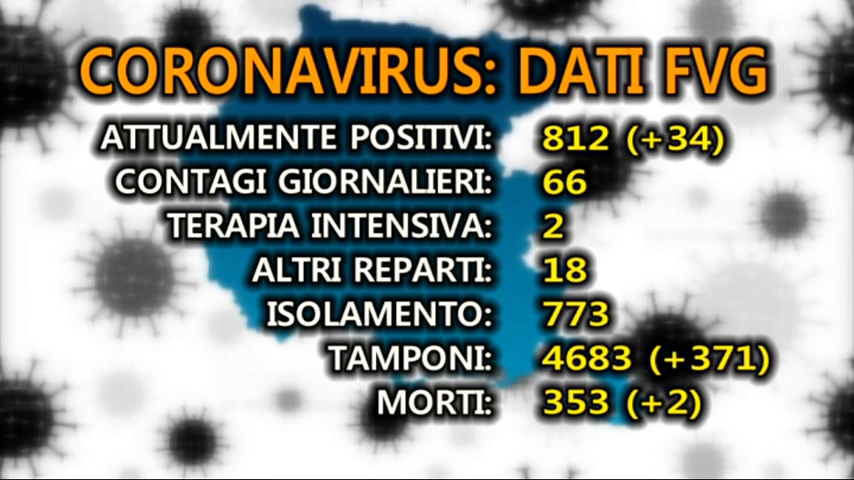 CORONAVIRUS: DATI FVG
ATTUALMENTE POSITIVI: 812 (+34)
CONTAGI GIORNALIERI: 66
TERAPIA INTENSIVA: 2
ALTRI REPARTI: 18
ISOLAMENTO: 773
TAMPONI: 4683 (+371)
MORTI: 353 (+2)